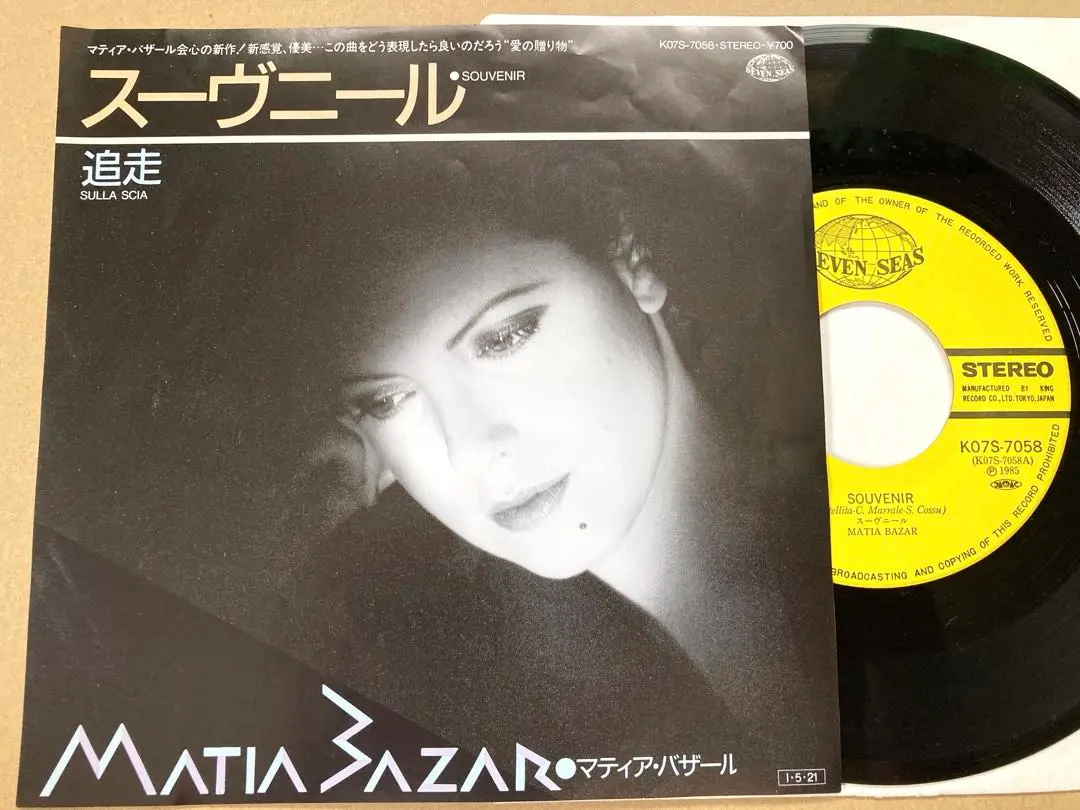 マティア・バザール会心の新作!新感覚、優美…この曲をどう表現したら良いのだろう“愛の贈り物”
K07S-7058・STEREO・¥700
スーヴニール・SOUVENIR
SEVEN SEAS
追走
SULLA SCIA
MATIA BAZAR●マティア・バザール
1・5・21
AND OF THE OWNER OF THE RECORDED WORK RESERVED
EVEN SEAS
STEREO
MANUFACTURED BY KING
RECORD CO., LTD. TOKYO, JAPAN
K07S-7058
(K07S-7058A)
Ⓟ 1985
SOUVENIR
tellita-C. Marrale-S. Cossu)
スーヴニール
MATIA BAZAR
BROADCASTING AND COPYING OF THIS RECORD PROHIBITED